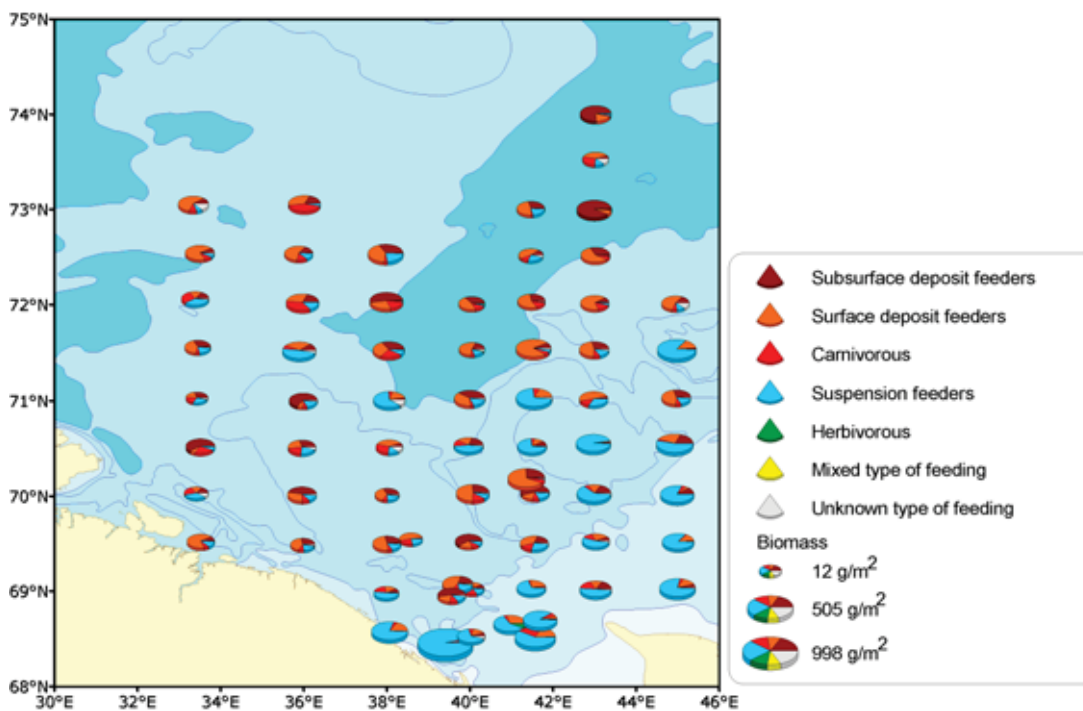 75°N
74°N
73°N
72°N
71°N
70°N
69°N
68°N
30°E 32°E 34°E 36°E 38°E 40°E 42°E 44°E 46°E
Subsurface deposit feeders
Surface deposit feeders
Carnivorous
Suspension feeders
Herbivorous
Mixed type of feeding
Unknown type of feeding
Biomass
12 g/m²
505 g/m²
998 g/m²